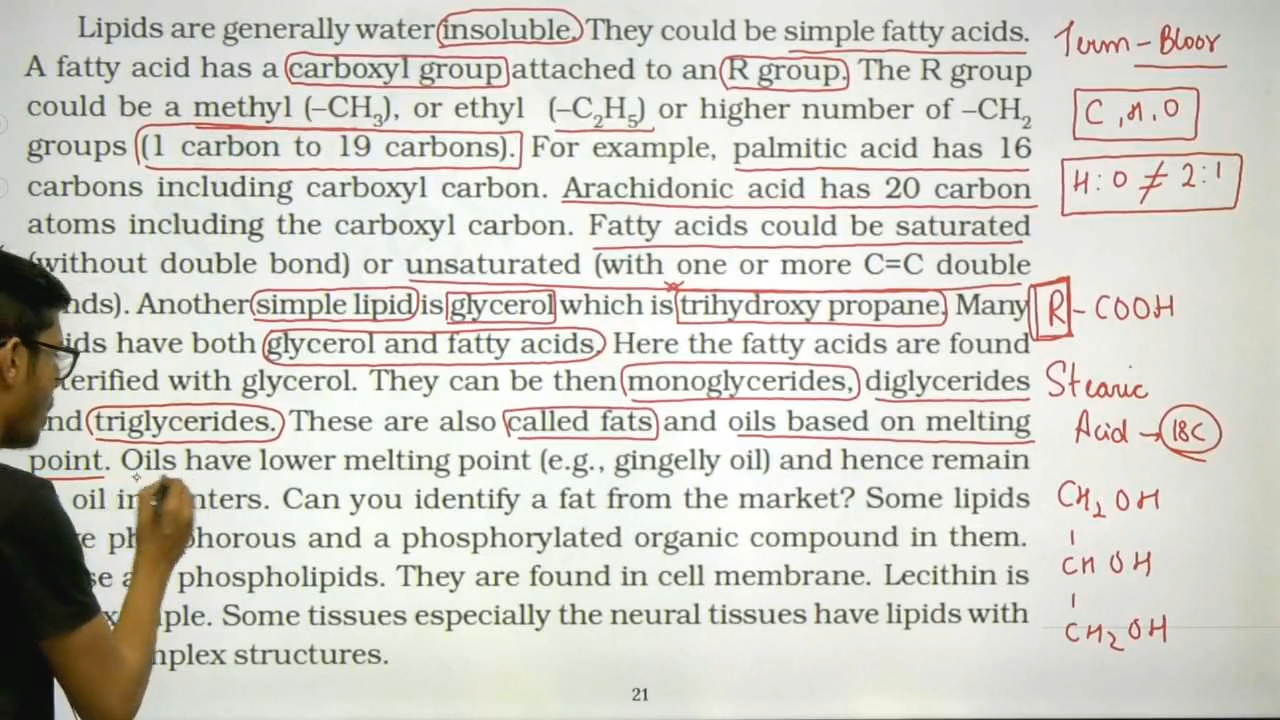 Lipids are generally water insoluble. They could be simple fatty acids.
A fatty acid has a carboxyl group attached to an R group. The R group
could be a methyl (–CH₃), or ethyl (–C₂H₅) or higher number of –CH₂
groups (1 carbon to 19 carbons). For example, palmitic acid has 16
carbons including carboxyl carbon. Arachidonic acid has 20 carbon
atoms including the carboxyl carbon. Fatty acids could be saturated
(without double bond) or unsaturated (with one or more C=C double
nds). Another simple lipid is glycerol which is trihydroxy propane. Many
ids have both glycerol and fatty acids. Here the fatty acids are found
terified with glycerol. They can be then monoglycerides, diglycerides
nd triglycerides. These are also called fats and oils based on melting
point. Oils have lower melting point (e.g., gingelly oil) and hence remain
oil in nters. Can you identify a fat from the market? Some lipids
e ph phorous and a phosphorylated organic compound in them.
se a phospholipids. They are found in cell membrane. Lecithin is
x ple. Some tissues especially the neural tissues have lipids with
nplex structures.
21
Term - Bloor
C, H, O
H : O ≠ 2 : 1
R - COOH
Stearic
Acid → 18C
CH₂OH
|
CHOH
|
CH₂OH